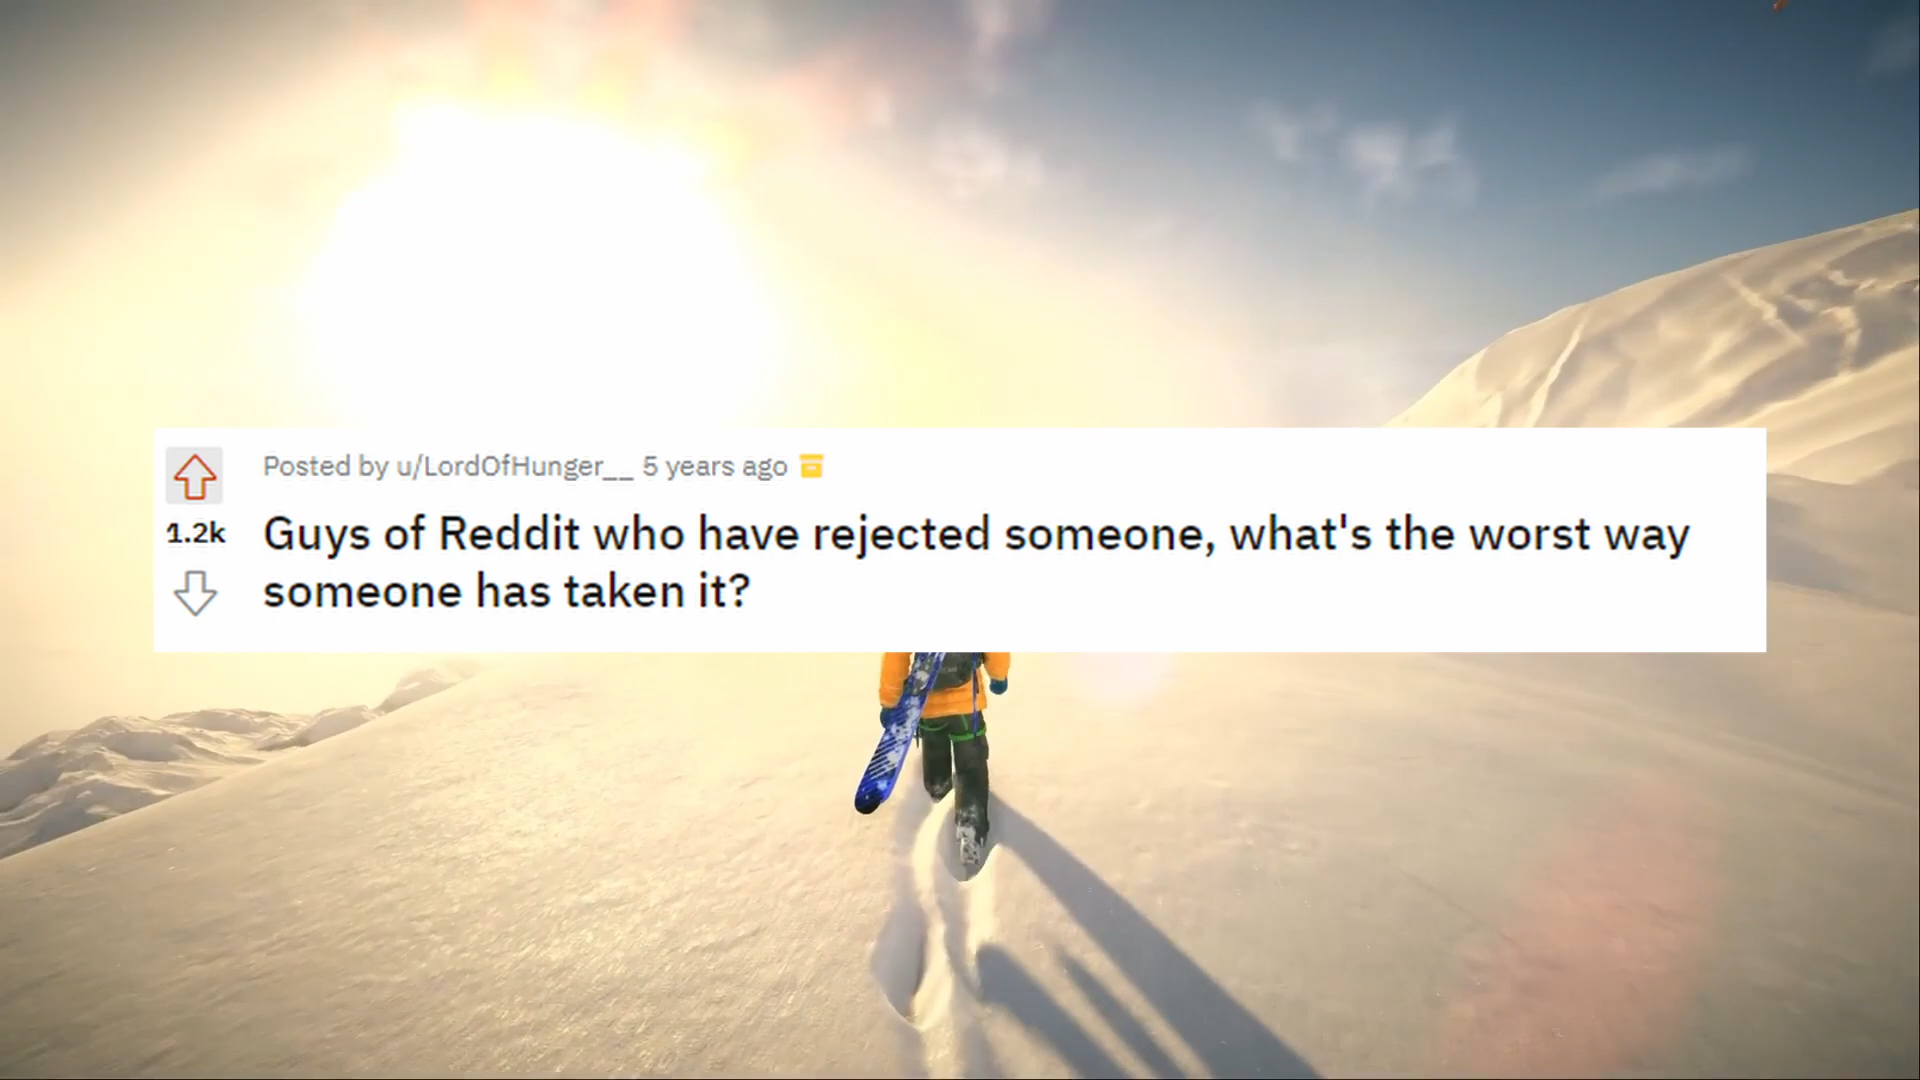 Posted by u/LordOfHunger__ 5 years ago
1.2k
Guys of Reddit who have rejected someone, what's the worst way
someone has taken it?